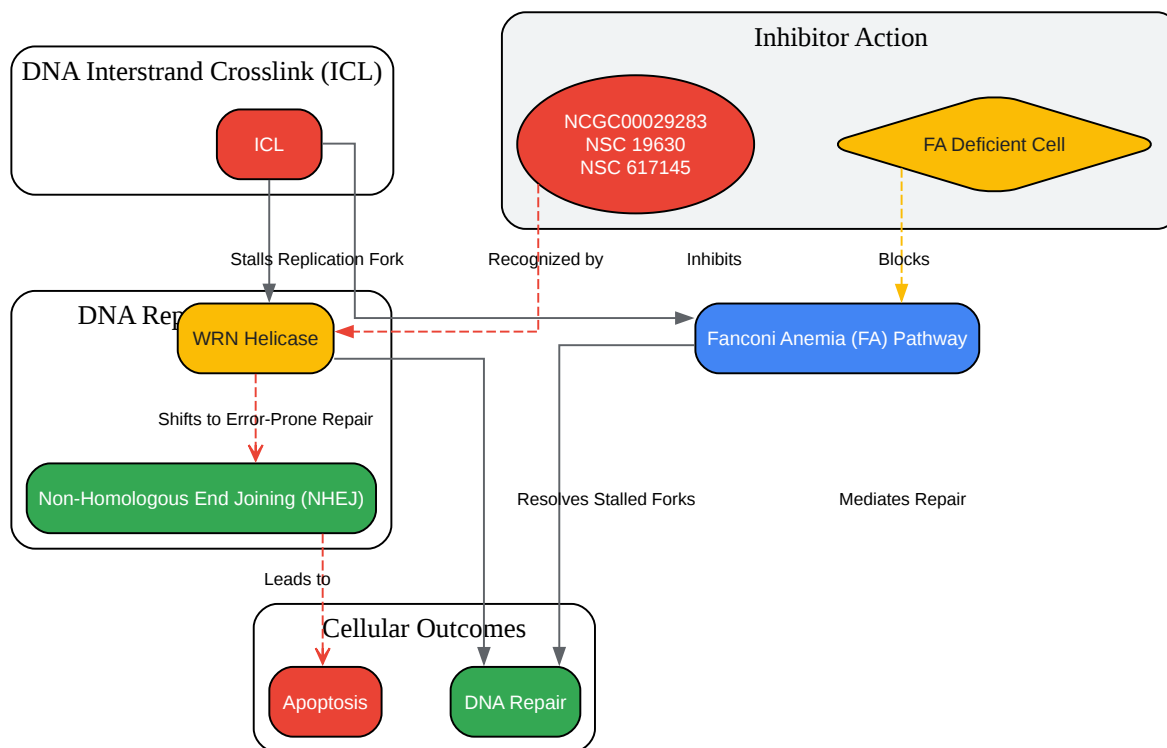 Inhibitor Action
DNA Interstrand Crosslink (ICL)
ICL
NCGC00029283
NSC 19630
NSC 617145
FA Deficient Cell
Stalls Replication Fork
Recognized by
Inhibits
Blocks
DNA
WRN Helicase
Fanconi Anemia (FA) Pathway
Shifts to Error-Prone Repair
Non-Homologous End Joining (NHEJ)
Resolves Stalled Forks
Mediates Repair
Leads to
Cellular Outcomes
Apoptosis
DNA Repair